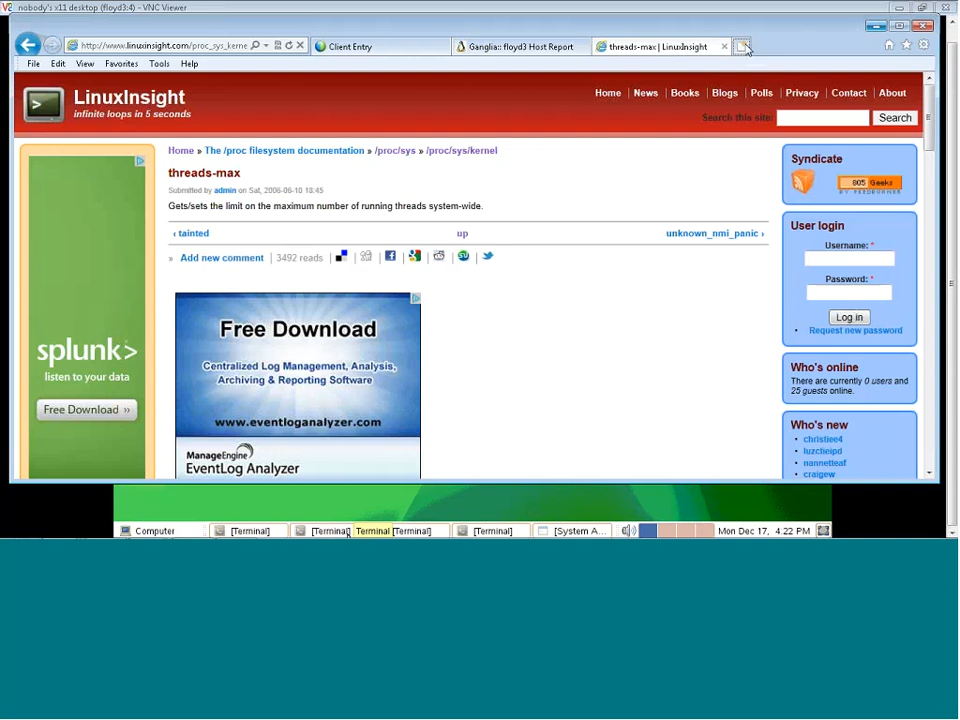 nobody's x11 desktop (floyd3:4) - VNC Viewer
http://www.linuxinsight.com/proc_sys_kerne
Client Entry
Ganglia:: floyd3 Host Report
threads-max | LinuxInsight
File Edit View Favorites Tools Help
LinuxInsight
infinite loops in 5 seconds
Home | News | Books | Blogs | Polls | Privacy | Contact | About
Search this site:
Search
Home » The /proc filesystem documentation » /proc/sys » /proc/sys/kernel
threads-max
Submitted by admin on Sat, 2006-06-10 18:45
Gets/sets the limit on the maximum number of running threads system-wide.
‹ tainted up unknown_nmi_panic ›
» Add new comment | 3492 reads
splunk>
listen to your data
Free Download ››
Free Download
Centralized Log Management, Analysis,
Archiving & Reporting Software
www.eventloganalyzer.com
ManageEngine
EventLog Analyzer
Syndicate
805 Geeks
BY FEEDBURNER
User login
Username: *
Password: *
Log in
• Request new password
Who's online
There are currently 0 users and
25 guests online.
Who's new
• christiee4
• luzctieipd
• nannetteaf
• craigew
Computer
[Terminal]
[Terminal]
Terminal
[Terminal]
[Terminal]
[System A...
Mon Dec 17, 4:22 PM